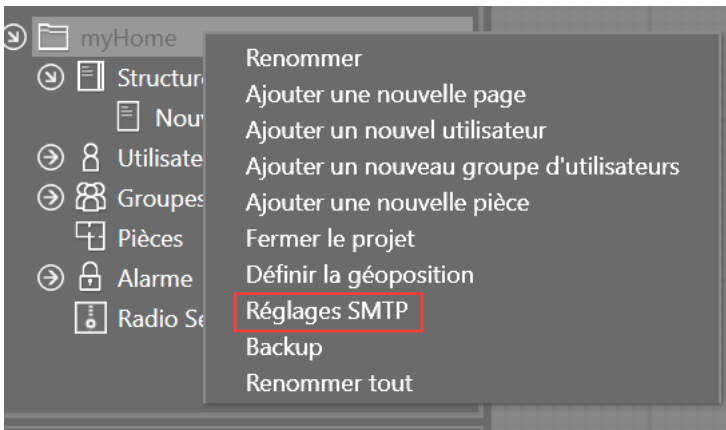 myHome
Structur
Nou
Utilisate
Groupes
Pièces
Alarme
Radio Se
Renommer
Ajouter une nouvelle page
Ajouter un nouvel utilisateur
Ajouter un nouveau groupe d'utilisateurs
Ajouter une nouvelle pièce
Fermer le projet
Définir la géoposition
Réglages SMTP
Backup
Renommer tout